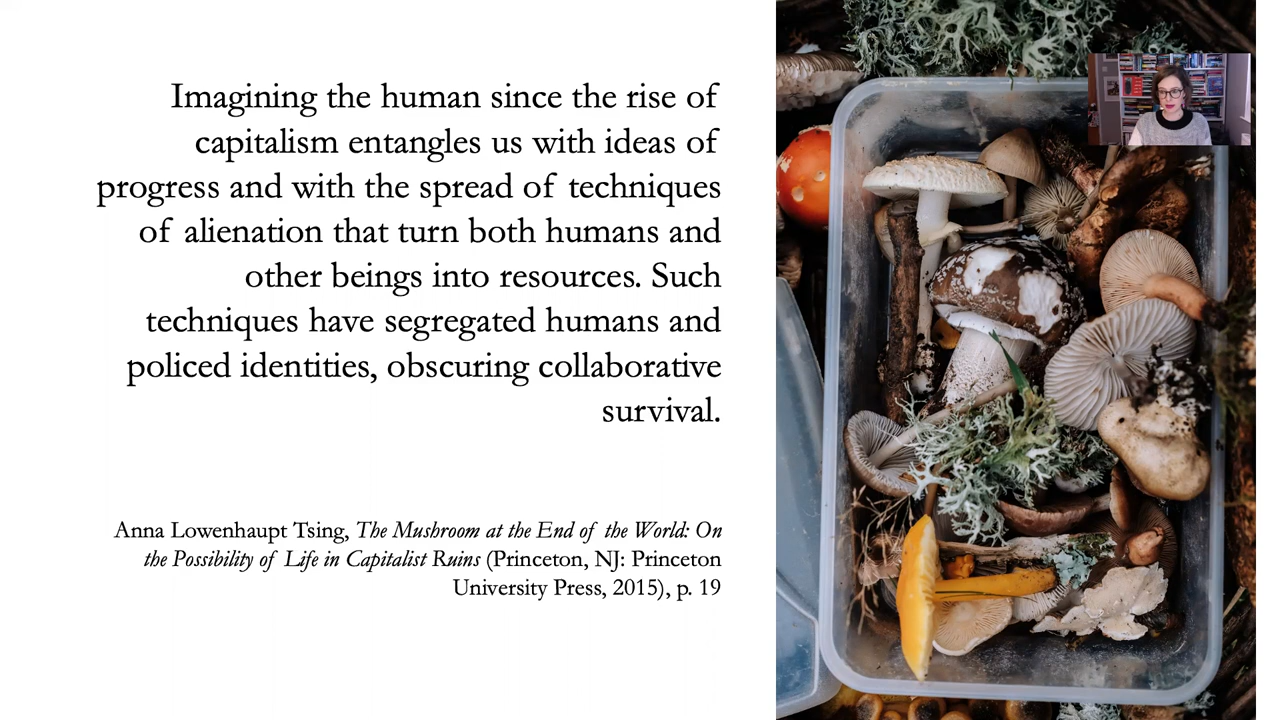 Imagining the human since the rise of
capitalism entangles us with ideas of
progress and with the spread of techniques
of alienation that turn both humans and
other beings into resources. Such
techniques have segregated humans and
policed identities, obscuring collaborative
survival.
Anna Lowenhaupt Tsing, The Mushroom at the End of the World: On
the Possibility of Life in Capitalist Ruins (Princeton, NJ: Princeton
University Press, 2015), p. 19